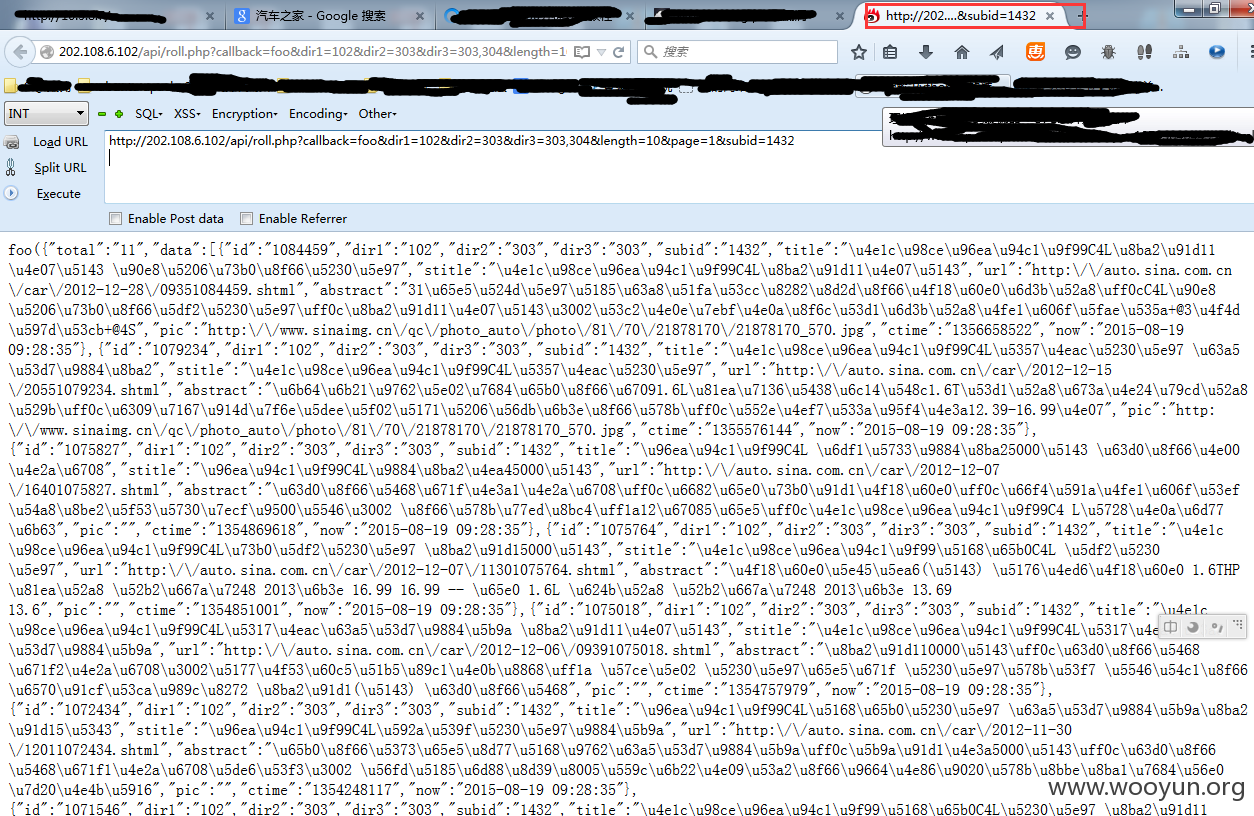 汽车之家 - Google 搜索
http://202....&subid=1432
202.108.6.102/api/roll.php?callback=foo&dir1=102&dir2=303&dir3=303,304&length=1
搜索
INT
SQL▾ XSS▾ Encryption▾ Encoding▾ Other▾
Load URL
http://202.108.6.102/api/roll.php?callback=foo&dir1=102&dir2=303&dir3=303,304&length=10&page=1&subid=1432
Split URL
Execute
Enable Post data Enable Referrer
foo({"total":"11","data":[{"id":"1084459","dir1":"102","dir2":"303","dir3":"303","subid":"1432","title":"\u4e1c\u98ce\u96ea\u94c1\u9f99C4L\u8ba2\u91d11
\u4e07\u5143 \u90e8\u5206\u73b0\u8f66\u5230\u5e97","stitle":"\u4e1c\u98ce\u96ea\u94c1\u9f99C4L\u8ba2\u91d11\u4e07\u5143","url":"http:\/\/auto.sina.com.cn
\/car\/2012-12-28\/09351084459.shtml","abstract":"31\u65e5\u524d\u5e97\u5185\u63a8\u51fa\u53cc\u8282\u8d2d\u8f66\u4f18\u60e0\u6d3b\u52a8\uff0cC4L\u90e8
\u5206\u73b0\u8f66\u5df2\u5230\u5e97\uff0c\u8ba2\u91d11\u4e07\u5143\u3002\u53c2\u4e0e\u7ebf\u4e0a\u8f6c\u53d1\u6d3b\u52a8\u4fe1\u606f\u5fae\u535a+@3\u4f4d
\u597d\u53cb+@4S","pic":"http:\/\/www.sinaimg.cn\/qc\/photo_auto\/photo\/81\/70\/21878170\/21878170_570.jpg","ctime":"1356658522","now":"2015-08-19
09:28:35"},{"id":"1079234","dir1":"102","dir2":"303","dir3":"303","subid":"1432","title":"\u4e1c\u98ce\u96ea\u94c1\u9f99C4L\u5357\u4eac\u5230\u5e97 \u63a5
\u53d7\u9884\u8ba2","stitle":"\u4e1c\u98ce\u96ea\u94c1\u9f99C4L\u5357\u4eac\u5230\u5e97","url":"http:\/\/auto.sina.com.cn\/car\/2012-12-15
\/20551079234.shtml","abstract":"\u6b64\u6b21\u9762\u5e02\u7684\u65b0\u8f66\u67091.6L\u81ea\u7136\u5438\u6c14\u548c1.6T\u53d1\u52a8\u673a\u4e24\u79cd\u52a8
\u529b\uff0c\u6309\u7167\u914d\u7f6e\u5dee\u5f02\u5171\u5206\u56db\u6b3e\u8f66\u578b\uff0c\u552e\u4ef7\u533a\u95f4\u4e3a12.39-16.99\u4e07","pic":"http:
\/\/www.sinaimg.cn\/qc\/photo_auto\/photo\/81\/70\/21878170\/21878170_570.jpg","ctime":"1355576144","now":"2015-08-19 09:28:35"},
{"id":"1075827","dir1":"102","dir2":"303","dir3":"303","subid":"1432","title":"\u96ea\u94c1\u9f99C4L \u6df1\u5733\u9884\u8ba25000\u5143 \u63d0\u8f66\u4e00
\u4e2a\u6708","stitle":"\u96ea\u94c1\u9f99C4L\u9884\u8ba2\u4ea45000\u5143","url":"http:\/\/auto.sina.com.cn\/car\/2012-12-07
\/16401075827.shtml","abstract":"\u63d0\u8f66\u5468\u671f\u4e3a1\u4e2a\u6708\uff0c\u6682\u65e0\u73b0\u91d1\u4f18\u60e0\uff0c\u66f4\u591a\u4fe1\u606f\u53ef
\u54a8\u8be2\u5f53\u5730\u7ecf\u9500\u5546\u3002 \u8f66\u578b\u77ed\u8bc4\uff1a12\u67085\u65e5\uff0c\u4e1c\u98ce\u96ea\u94c1\u9f99C4 L\u5728\u4e0a\u6d77
\u6b63","pic":"","ctime":"1354869618","now":"2015-08-19 09:28:35"},{"id":"1075764","dir1":"102","dir2":"303","dir3":"303","subid":"1432","title":"\u4e1c
\u98ce\u96ea\u94c1\u9f99C4L\u73b0\u5df2\u5230\u5e97 \u8ba2\u91d15000\u5143","stitle":"\u4e1c\u98ce\u96ea\u94c1\u9f99\u5168\u65b0C4L \u5df2\u5230
\u5e97","url":"http:\/\/auto.sina.com.cn\/car\/2012-12-07\/11301075764.shtml","abstract":"\u4f18\u60e0\u5e45\u5ea6(\u5143) \u5176\u4ed6\u4f18\u60e0 1.6THP
\u81ea\u52a8 \u52b2\u667a\u7248 2013\u6b3e 16.99 16.99 -- \u65e0 1.6L \u624b\u52a8 \u52b2\u667a\u7248 2013\u6b3e 13.69
13.6","pic":"","ctime":"1354851001","now":"2015-08-19 09:28:35"},{"id":"1075018","dir1":"102","dir2":"303","dir3":"303","subid":"1432","title":"\u4e1c
\u98ce\u96ea\u94c1\u9f99C4L\u5317\u4eac\u63a5\u53d7\u9884\u5b9a \u8ba2\u91d11\u4e07\u5143","stitle":"\u4e1c\u98ce\u96ea\u94c1\u9f99C4L\u5317\u4e
\u53d7\u9884\u5b9a","url":"http:\/\/auto.sina.com.cn\/car\/2012-12-06\/09391075018.shtml","abstract":"\u8ba2\u91d110000\u5143\uff0c\u63d0\u8f66\u5468
\u671f2\u4e2a\u6708\u3002\u5177\u4f53\u60c5\u51b5\u89c1\u4e0b\u8868\uff1a \u57ce\u5e02 \u5230\u5e97\u65e5\u671f \u5230\u5e97\u578b\u53f7 \u5546\u54c1\u8f66
\u6570\u91cf\u53ca\u989c\u8272 \u8ba2\u91d1(\u5143) \u63d0\u8f66\u5468","pic":"","ctime":"1354757979","now":"2015-08-19 09:28:35"},
{"id":"1072434","dir1":"102","dir2":"303","dir3":"303","subid":"1432","title":"\u96ea\u94c1\u9f99C4L\u5168\u65b0\u5230\u5e97 \u63a5\u53d7\u9884\u5b9a\u8ba2
\u91d15\u5343","stitle":"\u96ea\u94c1\u9f99C4L\u592a\u539f\u5230\u5e97\u9884\u5b9a","url":"http:\/\/auto.sina.com.cn\/car\/2012-11-30
\/12011072434.shtml","abstract":"\u65b0\u8f66\u5373\u65e5\u8d77\u5168\u9762\u63a5\u53d7\u9884\u5b9a\uff0c\u5b9a\u91d1\u4e3a5000\u5143\uff0c\u63d0\u8f66
\u5468\u671f1\u4e2a\u6708\u5de6\u53f3\u3002 \u56fd\u5185\u6d88\u8d39\u8005\u559c\u6b22\u4e09\u53a2\u8f66\u9664\u4e86\u9020\u578b\u8bbe\u8ba1\u7684\u56e0
\u7d20\u4e4b\u5916","pic":"","ctime":"1354248117","now":"2015-08-19 09:28:35"},
{"id":"1071546","dir1":"102","dir2":"303","dir3":"303","subid":"1432","title":"\u4e1c\u98ce\u96ea\u94c1\u9f99\u5168\u65b0C4L\u5230\u5e97 \u8ba2\u91d11
www.wooyun.org